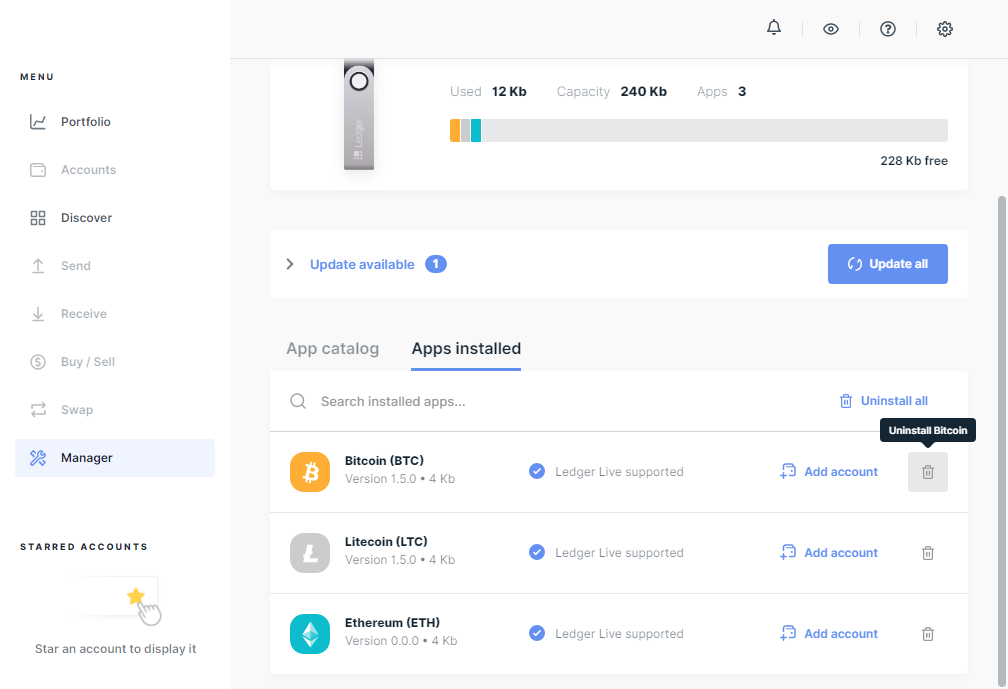 MENU
Portfolio
Accounts
Discover
Send
Receive
Buy / Sell
Swap
Manager
STARRED ACCOUNTS
Star an account to display it
Ledger
Used 12 Kb Capacity 240 Kb Apps 3
228 Kb free
Update available 1
Update all
App catalog Apps installed
Search installed apps...
Uninstall all
Uninstall Bitcoin
Bitcoin (BTC)
Version 1.5.0 • 4 Kb
Ledger Live supported
Add account
Litecoin (LTC)
Version 1.5.0 • 4 Kb
Ledger Live supported
Add account
Ethereum (ETH)
Version 0.0.0 • 4 Kb
Ledger Live supported
Add account